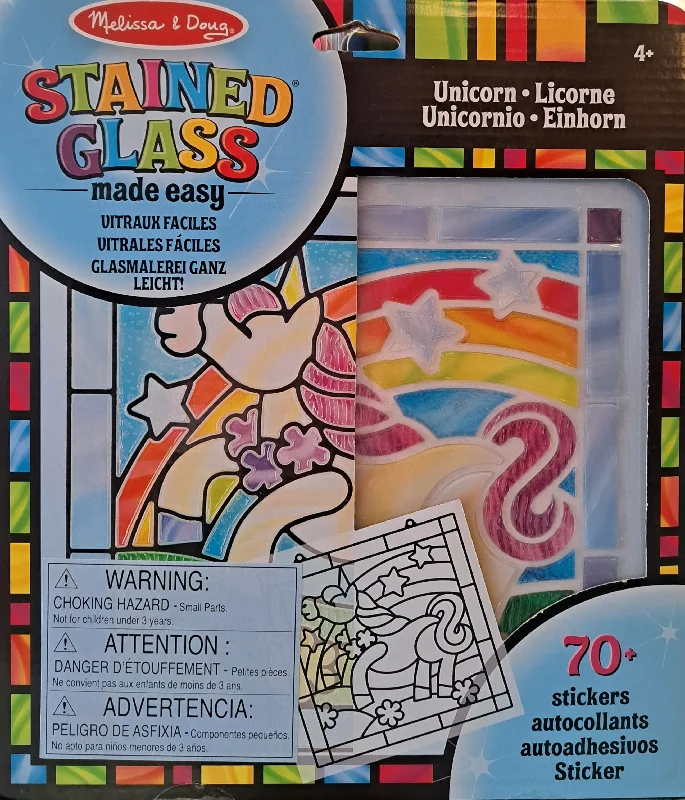 Melissa & Doug®
4+
STAINED®
GLASS
made easy
VITRAUX FACILES
VITRALES FÁCILES
GLASMALEREI GANZ
LEICHT!
Unicorn • Licorne
Unicornio • Einhorn
WARNING:
CHOKING HAZARD - Small Parts.
Not for children under 3 years.
ATTENTION :
DANGER D'ÉTOUFFEMENT - Petites pièces.
Ne convient pas aux enfants de moins de 3 ans.
ADVERTENCIA:
PELIGRO DE ASFIXIA - Componentes pequeños.
No apto para niños menores de 3 años.
70+
stickers
autocollants
autoadhesivos
Sticker